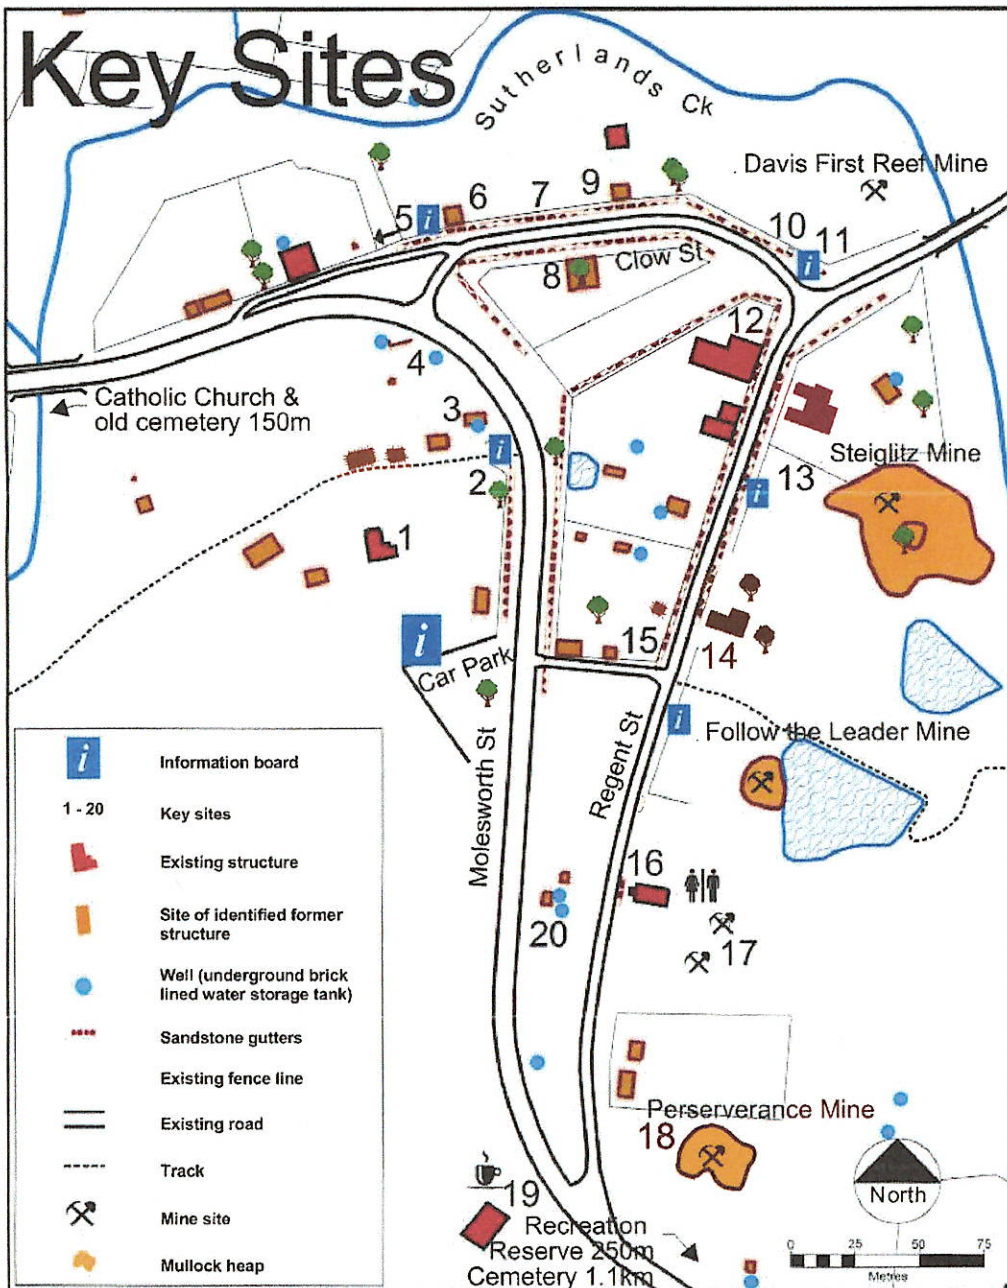 Key Sites
Sutherlands Ck
Davis First Reef Mine
5
i
6
7
9
10
11
i
8
Clow St
12
4
Catholic Church &
old cemetery 150m
3
i
2
13
i
Steiglitz Mine
1
i
Car Park
15
14
Molesworth St
Regent St
i
Follow the Leader Mine
16
17
20
Perserverance Mine
18
19
Recreation
Reserve 250m
Cemetery 1.1km
North
0 25 50 75
Metres
i Information board
1 - 20 Key sites
Existing structure
Site of identified former
structure
Well (underground brick
lined water storage tank)
Sandstone gutters
Existing fence line
Existing road
Track
Mine site
Mullock heap